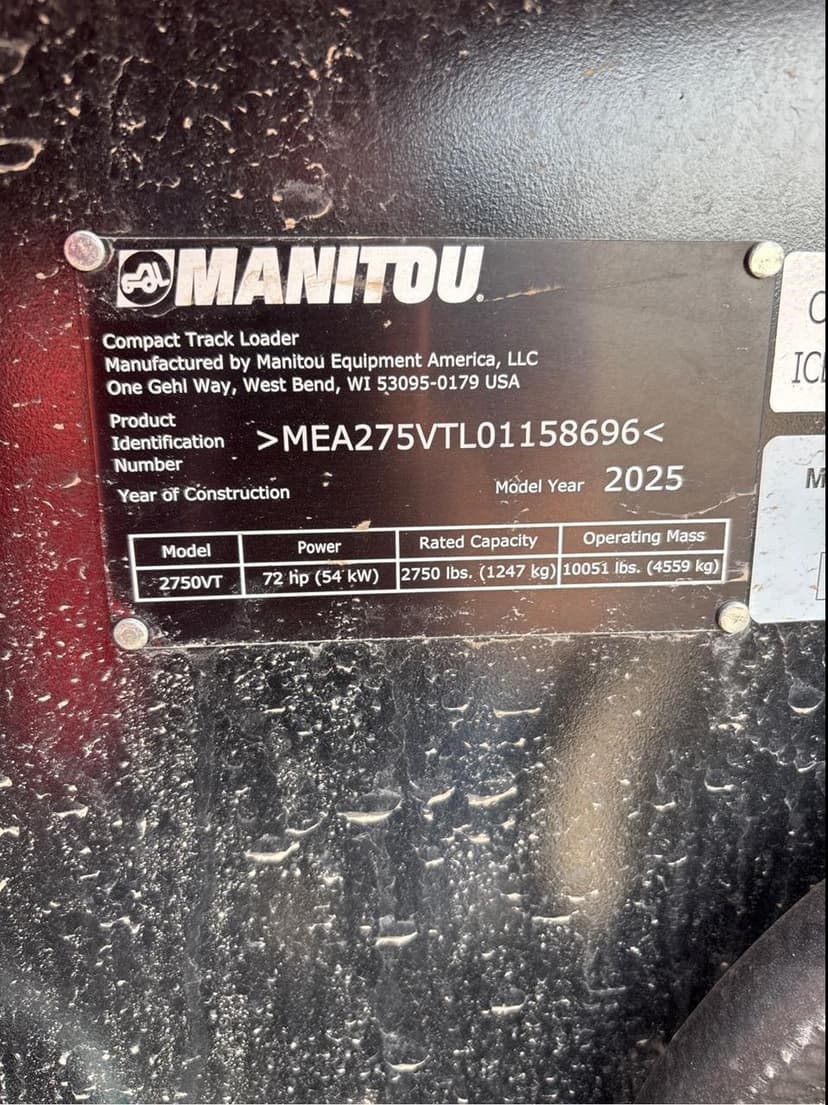 MANITOU.
Compact Track Loader
Manufactured by Manitou Equipment America, LLC
One Gehl Way, West Bend, WI 53095-0179 USA
Product
Identification
Number
>MEA275VTL01158696<
Year of Construction
Model Year 2025
Model Power Rated Capacity Operating Mass
2750VT 72 hp (54 kW) 2750 lbs. (1247 kg) 10051 lbs. (4559 kg)